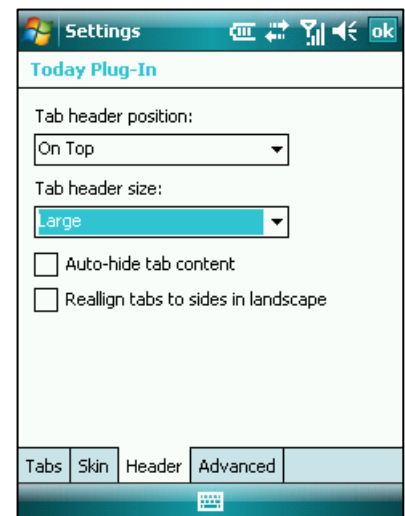 Settings
ok
Today Plug-In
Tab header position:
On Top
Tab header size:
Large
Auto-hide tab content
Reallign tabs to sides in landscape
Tabs Skin Header Advanced